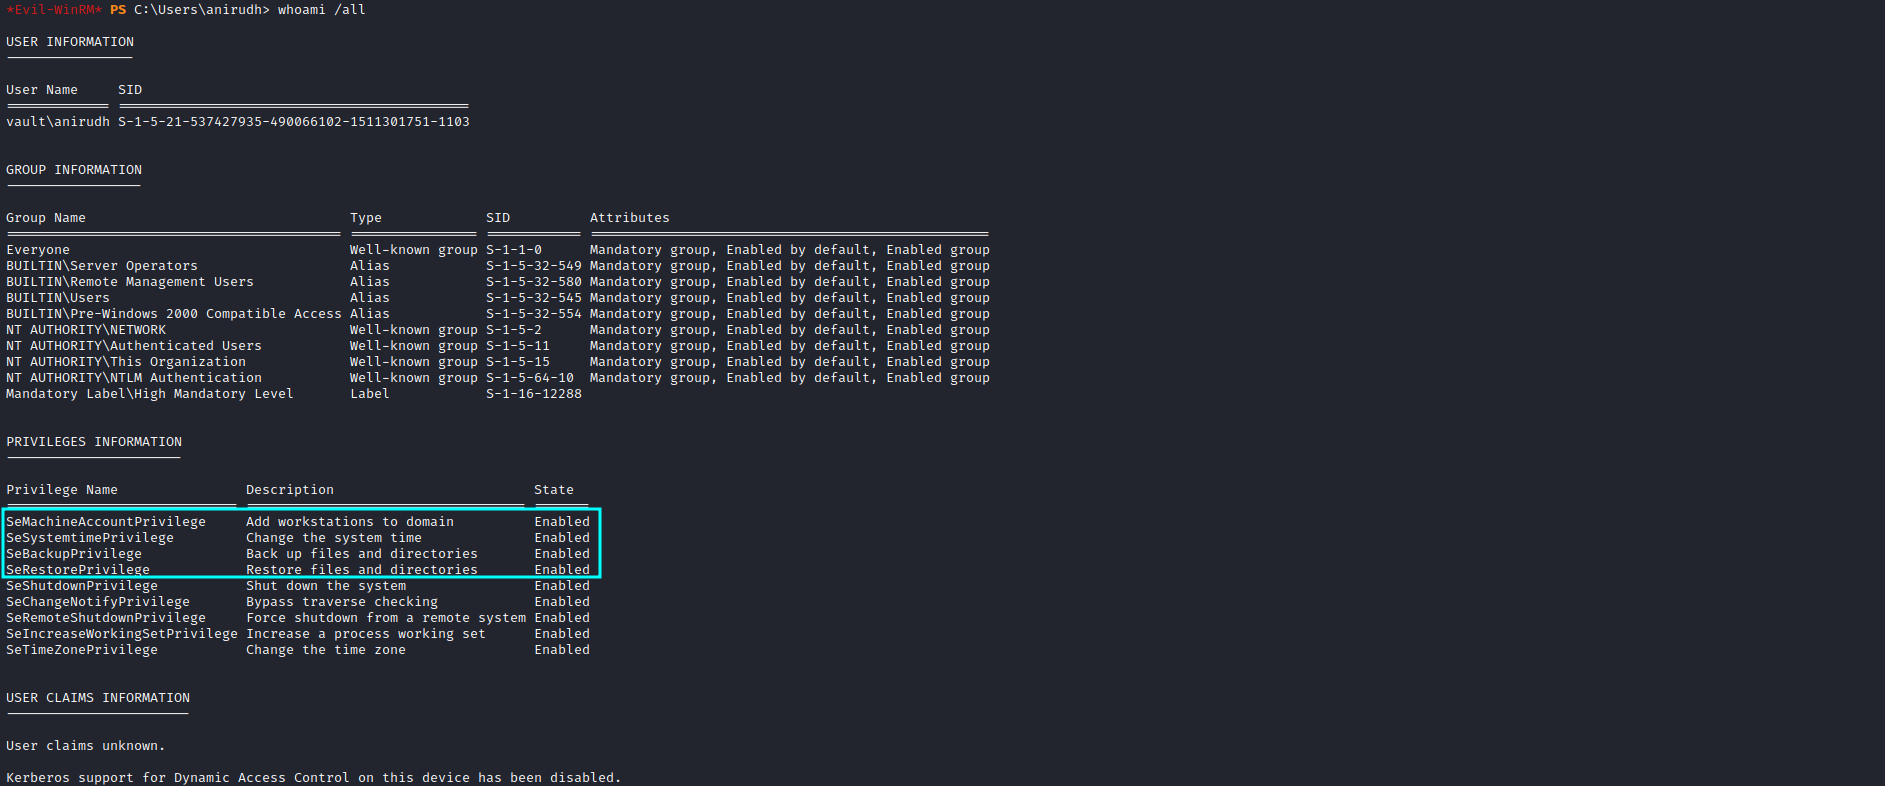 *Evil-WinRM* PS C:\Users\anirudh> whoami /all
USER INFORMATION
----------------
User Name SID
============= ============================================
vault\anirudh S-1-5-21-537427935-490066102-1511301751-1103
GROUP INFORMATION
-----------------
Group Name Type SID Attributes
========================================== ================ ============ ==================================================
Everyone Well-known group S-1-1-0 Mandatory group, Enabled by default, Enabled group
BUILTIN\Server Operators Alias S-1-5-32-549 Mandatory group, Enabled by default, Enabled group
BUILTIN\Remote Management Users Alias S-1-5-32-580 Mandatory group, Enabled by default, Enabled group
BUILTIN\Users Alias S-1-5-32-545 Mandatory group, Enabled by default, Enabled group
BUILTIN\Pre-Windows 2000 Compatible Access Alias S-1-5-32-554 Mandatory group, Enabled by default, Enabled group
NT AUTHORITY\NETWORK Well-known group S-1-5-2 Mandatory group, Enabled by default, Enabled group
NT AUTHORITY\Authenticated Users Well-known group S-1-5-11 Mandatory group, Enabled by default, Enabled group
NT AUTHORITY\This Organization Well-known group S-1-5-15 Mandatory group, Enabled by default, Enabled group
NT AUTHORITY\NTLM Authentication Well-known group S-1-5-64-10 Mandatory group, Enabled by default, Enabled group
Mandatory Label\High Mandatory Level Label S-1-16-12288
PRIVILEGES INFORMATION
----------------------
Privilege Name Description State
============================= =================================== =======
SeMachineAccountPrivilege Add workstations to domain Enabled
SeSystemtimePrivilege Change the system time Enabled
SeBackupPrivilege Back up files and directories Enabled
SeRestorePrivilege Restore files and directories Enabled
SeShutdownPrivilege Shut down the system Enabled
SeChangeNotifyPrivilege Bypass traverse checking Enabled
SeRemoteShutdownPrivilege Force shutdown from a remote system Enabled
SeIncreaseWorkingSetPrivilege Increase a process working set Enabled
SeTimeZonePrivilege Change the time zone Enabled
USER CLAIMS INFORMATION
-----------------------
User claims unknown.
Kerberos support for Dynamic Access Control on this device has been disabled.